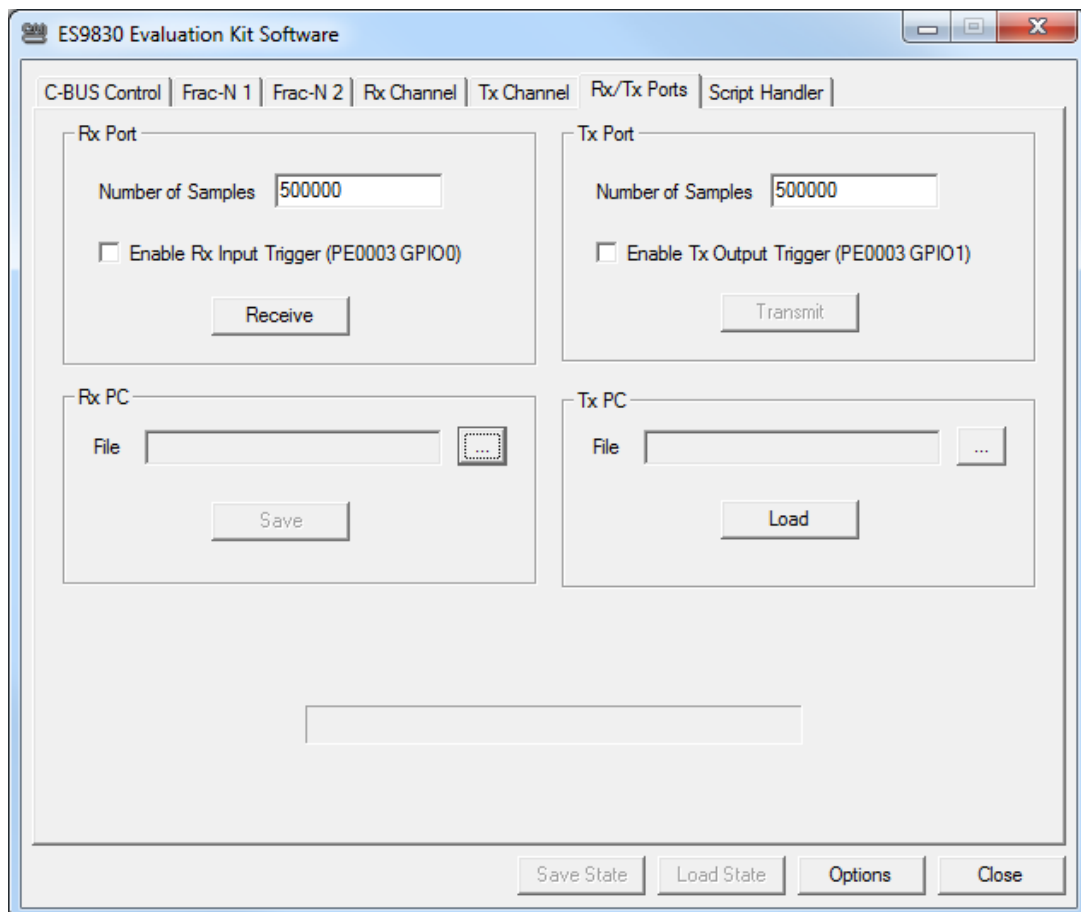 ES9830 Evaluation Kit Software
C-BUS Control Frac-N 1 Frac-N 2 Rx Channel Tx Channel Rx/Tx Ports Script Handler
Rx Port
Number of Samples 500000
Enable Rx Input Trigger (PE0003 GPIO0)
Receive
Tx Port
Number of Samples 500000
Enable Tx Output Trigger (PE0003 GPIO1)
Transmit
Rx PC
File ...
Save
Tx PC
File ...
Load
Save State Load State Options Close